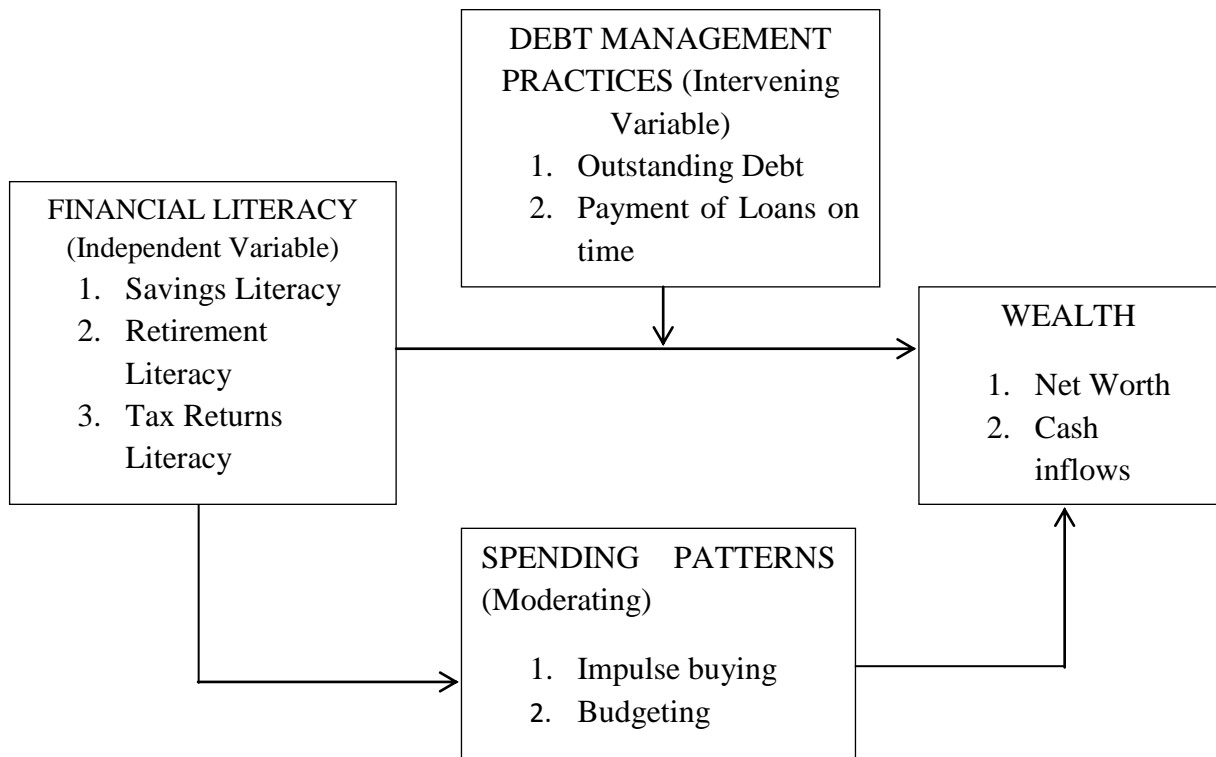 DEBT MANAGEMENT
PRACTICES (Intervening
Variable)
1. Outstanding Debt
2. Payment of Loans on
time
FINANCIAL LITERACY
(Independent Variable)
1. Savings Literacy
2. Retirement
Literacy
3. Tax Returns
Literacy
WEALTH
1. Net Worth
2. Cash
inflows
SPENDING PATTERNS
(Moderating)
1. Impulse buying
2. Budgeting